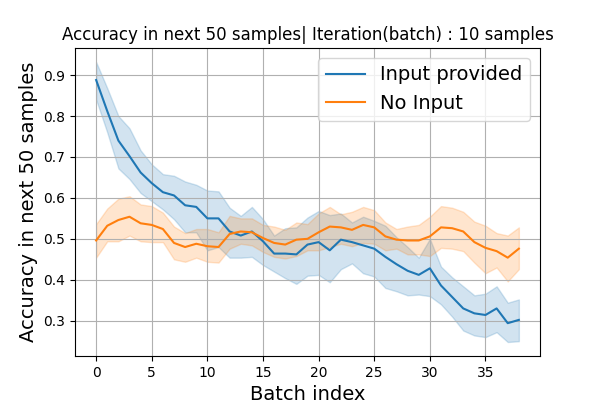 Accuracy in next 50 samples| Iteration(batch) : 10 samples
Accuracy in next 50 samples
0.9
0.8
0.7
0.6
0.5
0.4
0.3
Input provided
No Input
0 5 10 15 20 25 30 35
Batch index